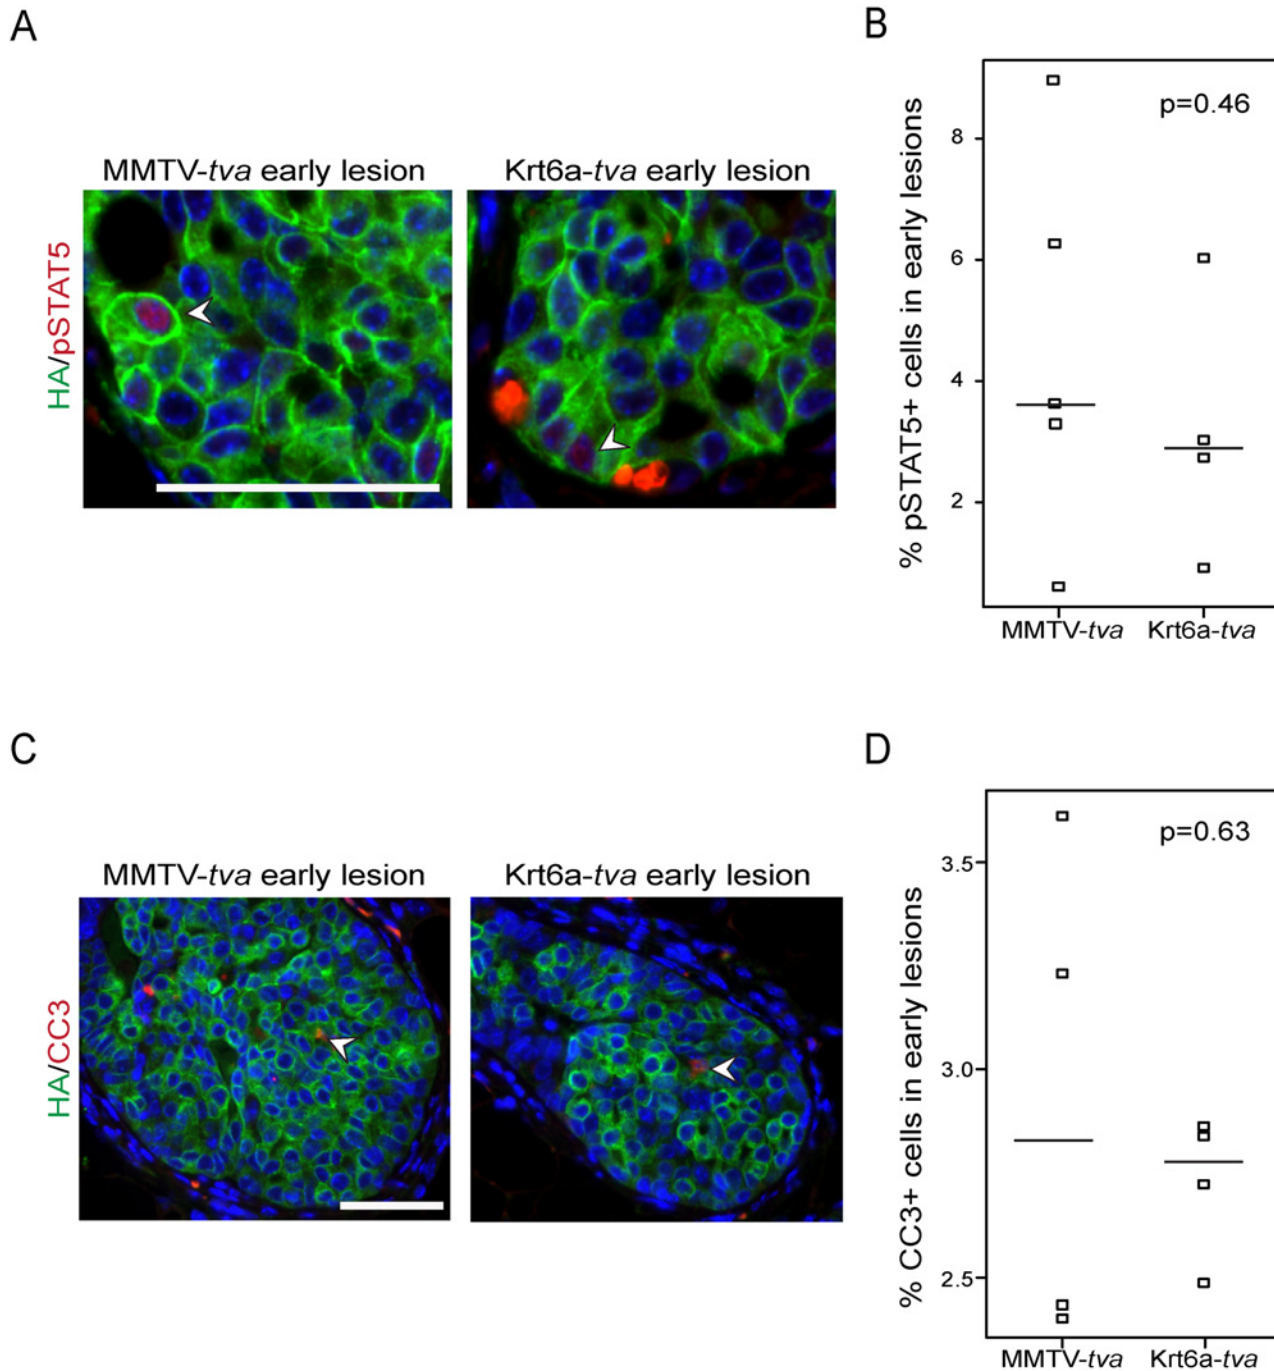 A
MMTV-tva early lesion
Krt6a-tva early lesion
HA/pSTAT5
B
% pSTAT5+ cells in early lesions
p=0.46
8
6
4
2
MMTV-tva
Krt6a-tva
C
MMTV-tva early lesion
Krt6a-tva early lesion
HA/CC3
D
% CC3+ cells in early lesions
p=0.63
3.5
3.0
2.5
MMTV-tva
Krt6a-tva